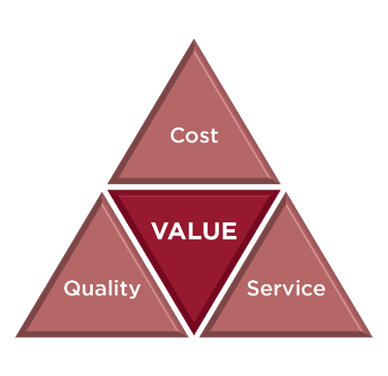 Cost
VALUE
Quality
Service